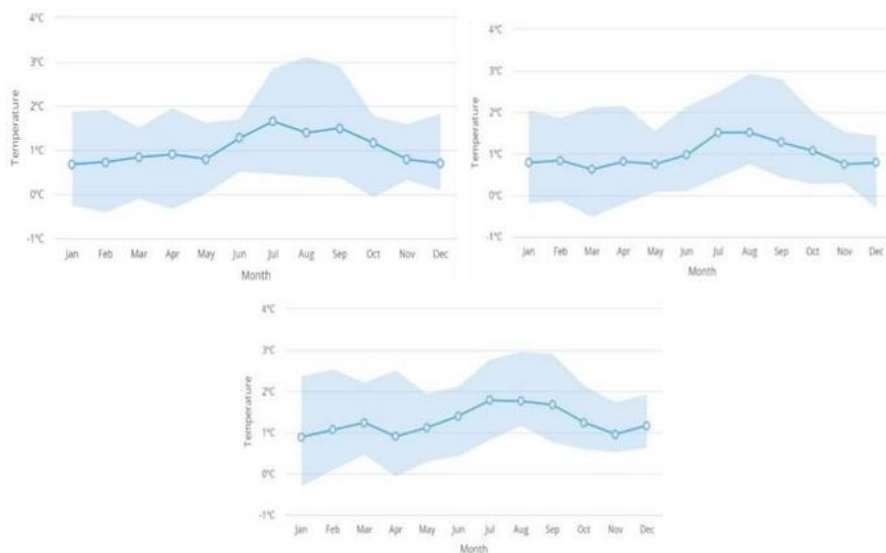 4°C
3°C
2°C
1°C
0°C
-1°C
Temperature
Jan Feb Mar Apr May Jun Jul Aug Sep Oct Nov Dec
Month
4°C
3°C
2°C
1°C
0°C
-1°C
Temperature
Jan Feb Mar Apr May Jun Jul Aug Sep Oct Nov Dec
Month
4°C
3°C
2°C
1°C
0°C
-1°C
Temperature
Jan Feb Mar Apr May Jun Jul Aug Sep Oct Nov Dec
Month